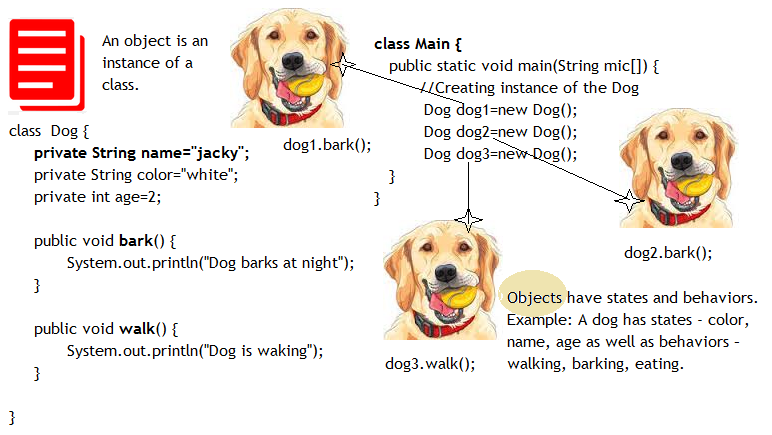 An object is an
instance of a
class.
class Dog {
private String name="jacky";
private String color="white";
private int age=2;
public void bark() {
System.out.println("Dog barks at night");
}
public void walk() {
System.out.println("Dog is waking");
}
}
dog1.bark();
class Main {
public static void main(String mic[]) {
//Creating instance of the Dog
Dog dog1=new Dog();
Dog dog2=new Dog();
Dog dog3=new Dog();
}
}
dog2.bark();
dog3.walk();
Objects have states and behaviors.
Example: A dog has states - color,
name, age as well as behaviors –
walking, barking, eating.